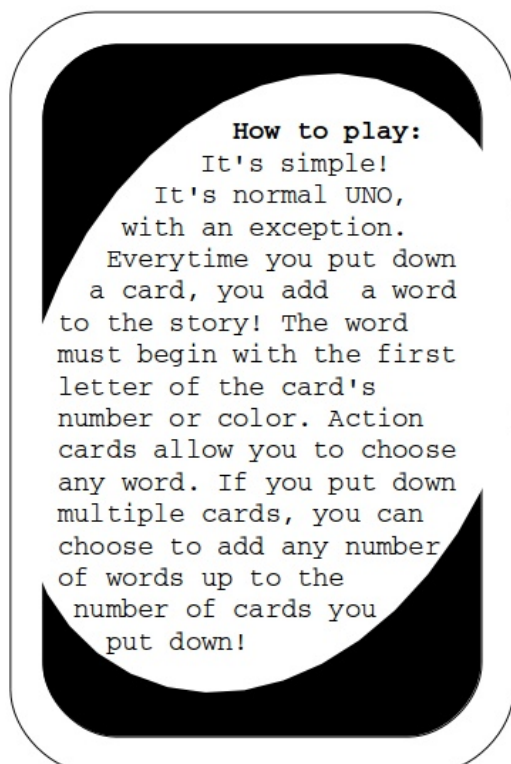 How to play:
It's simple!
It's normal UNO,
with an exception.
Everytime you put down
a card, you add  a word
to the story! The word
must begin with the first
letter of the card's
number or color. Action
cards allow you to choose
any word. If you put down
multiple cards, you can
choose to add any number
of words up to the
number of cards you
put down!